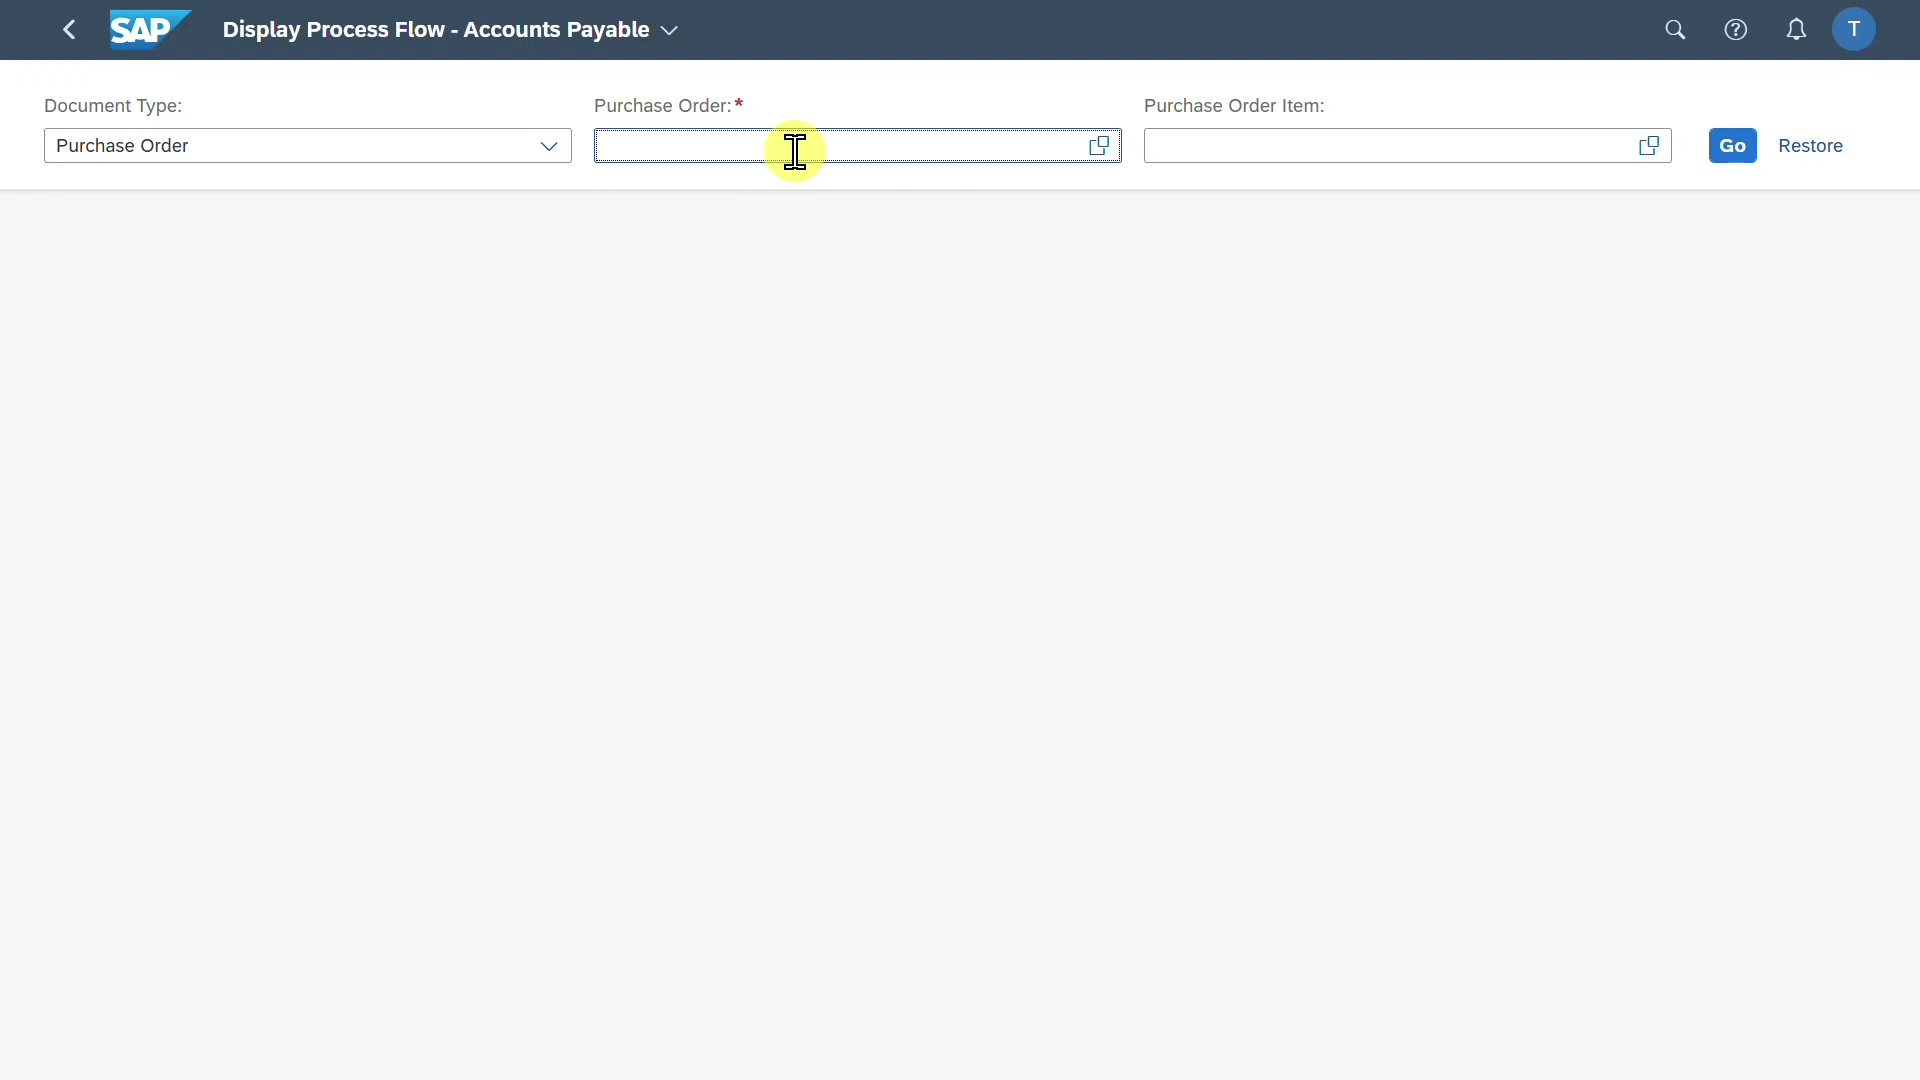 SAP Display Process Flow - Accounts Payable T
Document Type: Purchase Order:* Purchase Order Item:
Purchase Order Go Restore